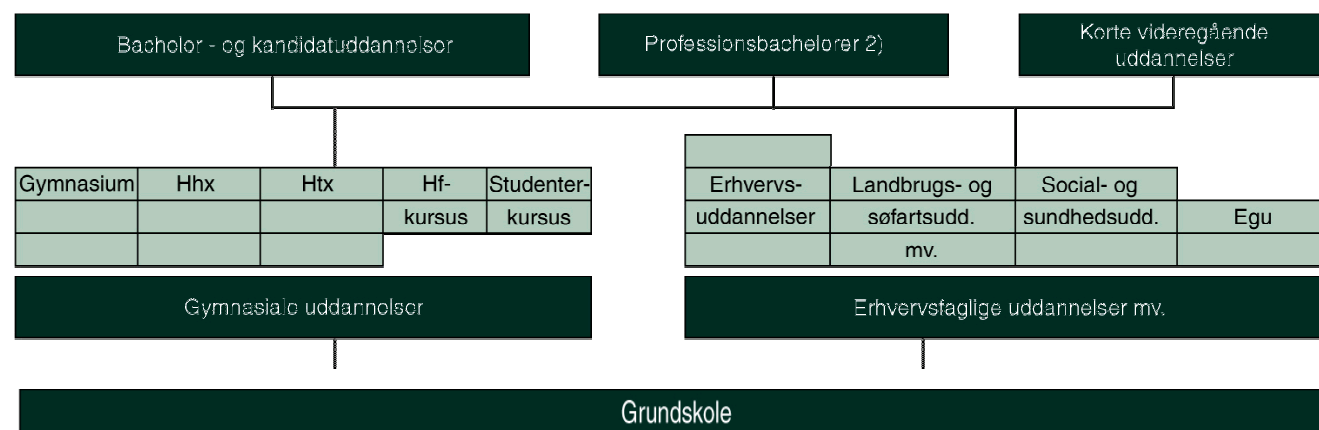 Bachelor - og kandidatuddannelser
Professionsbachelorer 2)
Korte videregående
uddannelser
Gymnasium
Hhx
Htx
Hf-
kursus
Studenter-
kursus
Erhvervs-
uddannelser
Landbrugs- og
søfartsudd.
mv.
Social- og
sundhedsudd.
Egu
Gymnasiale uddannelser
Erhvervsfaglige uddannelser mv.
Grundskole